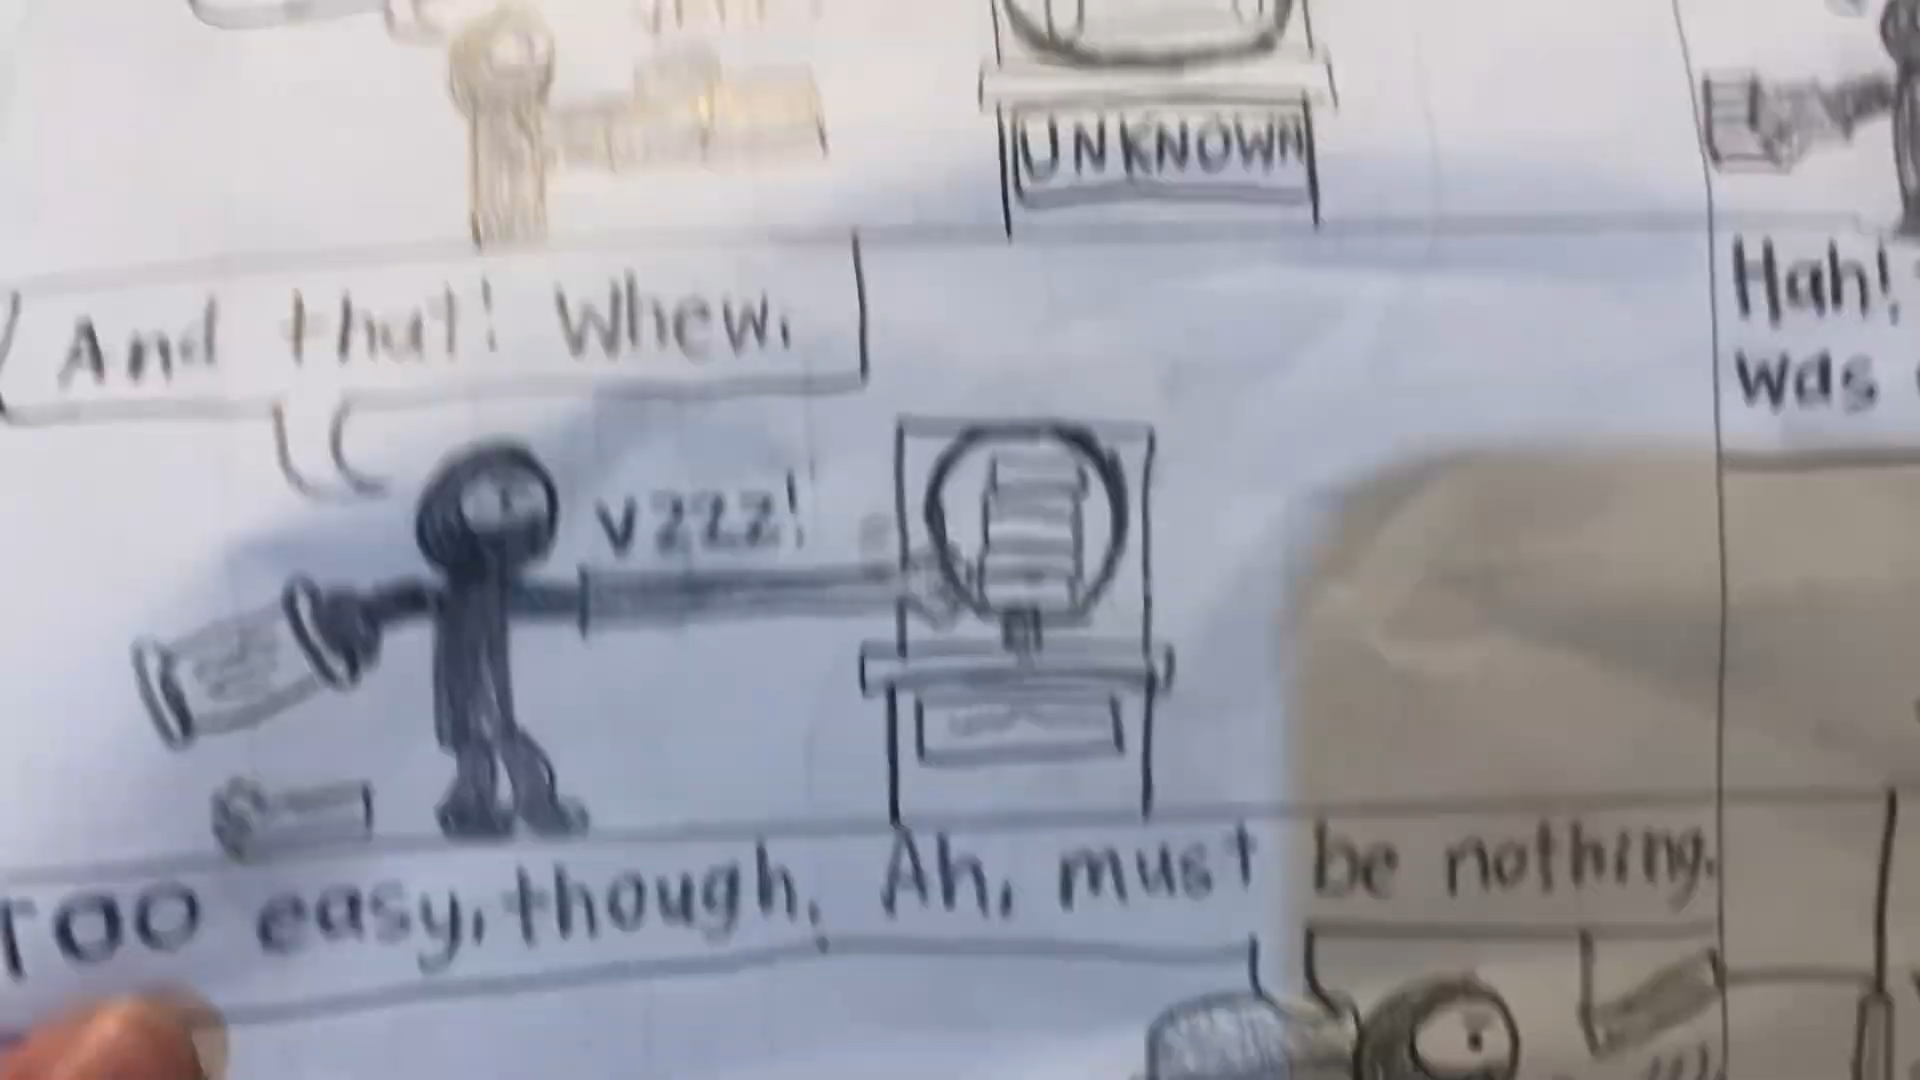 UNKNOWN
And that! Whew.
Hah!
was
vzzz!
Too easy, though. Ah, must be nothing.